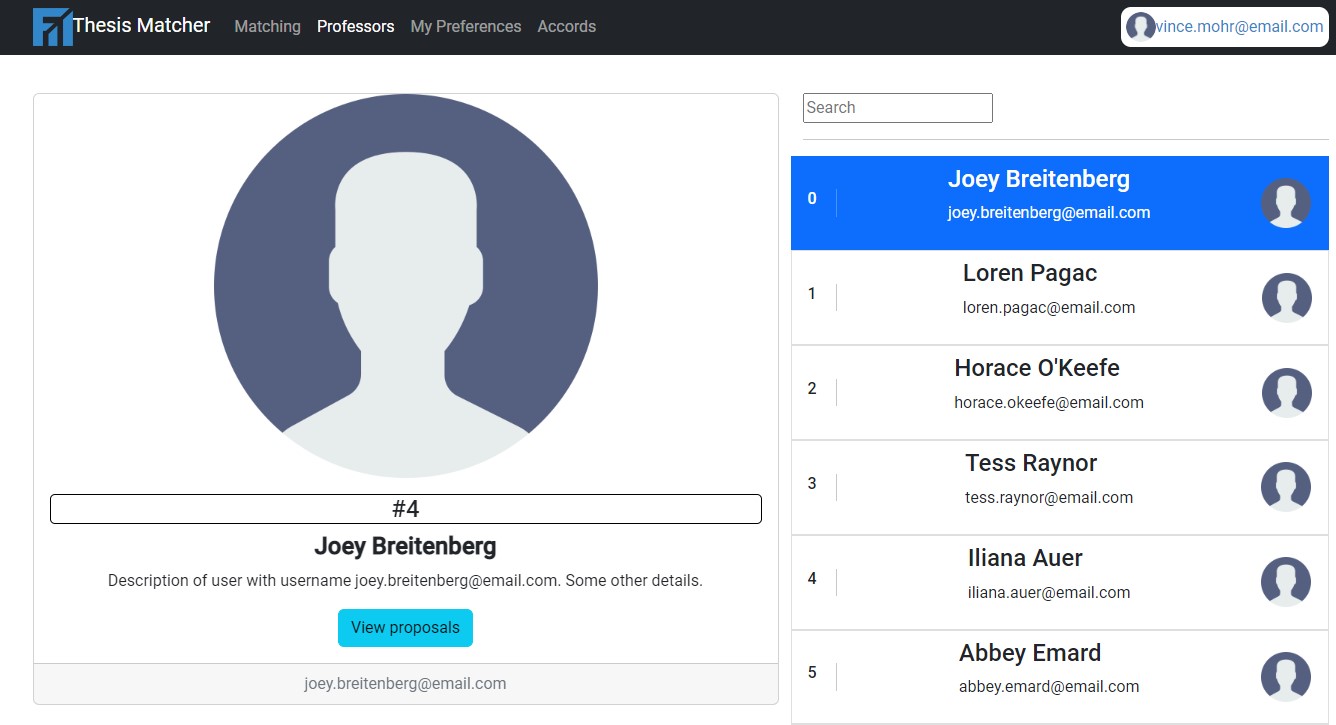 Thesis Matcher Matching Professors My Preferences Accords vince.mohr@email.com
#4
Joey Breitenberg
Description of user with username joey.breitenberg@email.com. Some other details.
View proposals
joey.breitenberg@email.com
Search
0
Joey Breitenberg
joey.breitenberg@email.com
1
Loren Pagac
loren.pagac@email.com
2
Horace O'Keefe
horace.okeefe@email.com
3
Tess Raynor
tess.raynor@email.com
4
Iliana Auer
iliana.auer@email.com
5
Abbey Emard
abbey.emard@email.com